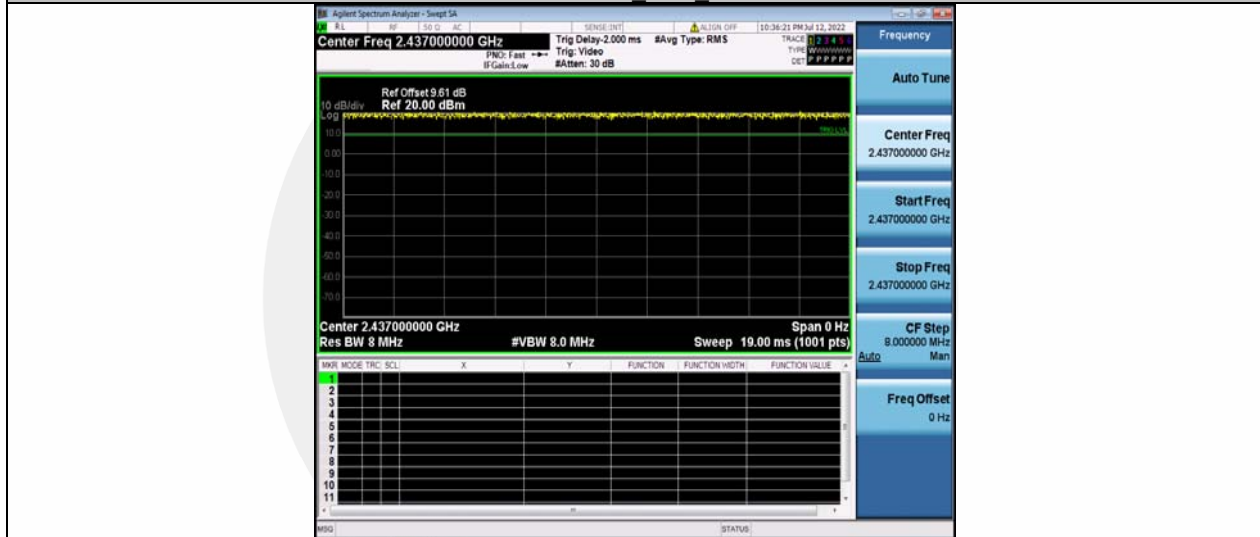 Agilent Spectrum Analyzer - Swept SA
RL RF 50 Ω AC SENSE:INT ALIGN OFF 10:36:21 PM Jul 12, 2022
Center Freq 2.437000000 GHz
PNO: Fast
IFGain:Low
Trig Delay-2.000 ms
Trig: Video
#Atten: 30 dB
#Avg Type: RMS
TRACE 1 2 3 4 5 6
TYPE WWWWWW
DET P P P P P P
Ref Offset 9.61 dB
10 dB/div Ref 20.00 dBm
Log
TRIG LVL
10.0
0.00
-10.0
-20.0
-30.0
-40.0
-50.0
-60.0
-70.0
Center 2.437000000 GHz Span 0 Hz
Res BW 8 MHz #VBW 8.0 MHz Sweep 19.00 ms (1001 pts)
MKR MODE TRC SCL X Y FUNCTION FUNCTION WIDTH FUNCTION VALUE
1
2
3
4
5
6
7
8
9
10
11
MSG STATUS
Frequency
Auto Tune
Center Freq
2.437000000 GHz
Start Freq
2.437000000 GHz
Stop Freq
2.437000000 GHz
CF Step
8.000000 MHz
Auto Man
Freq Offset
0 Hz